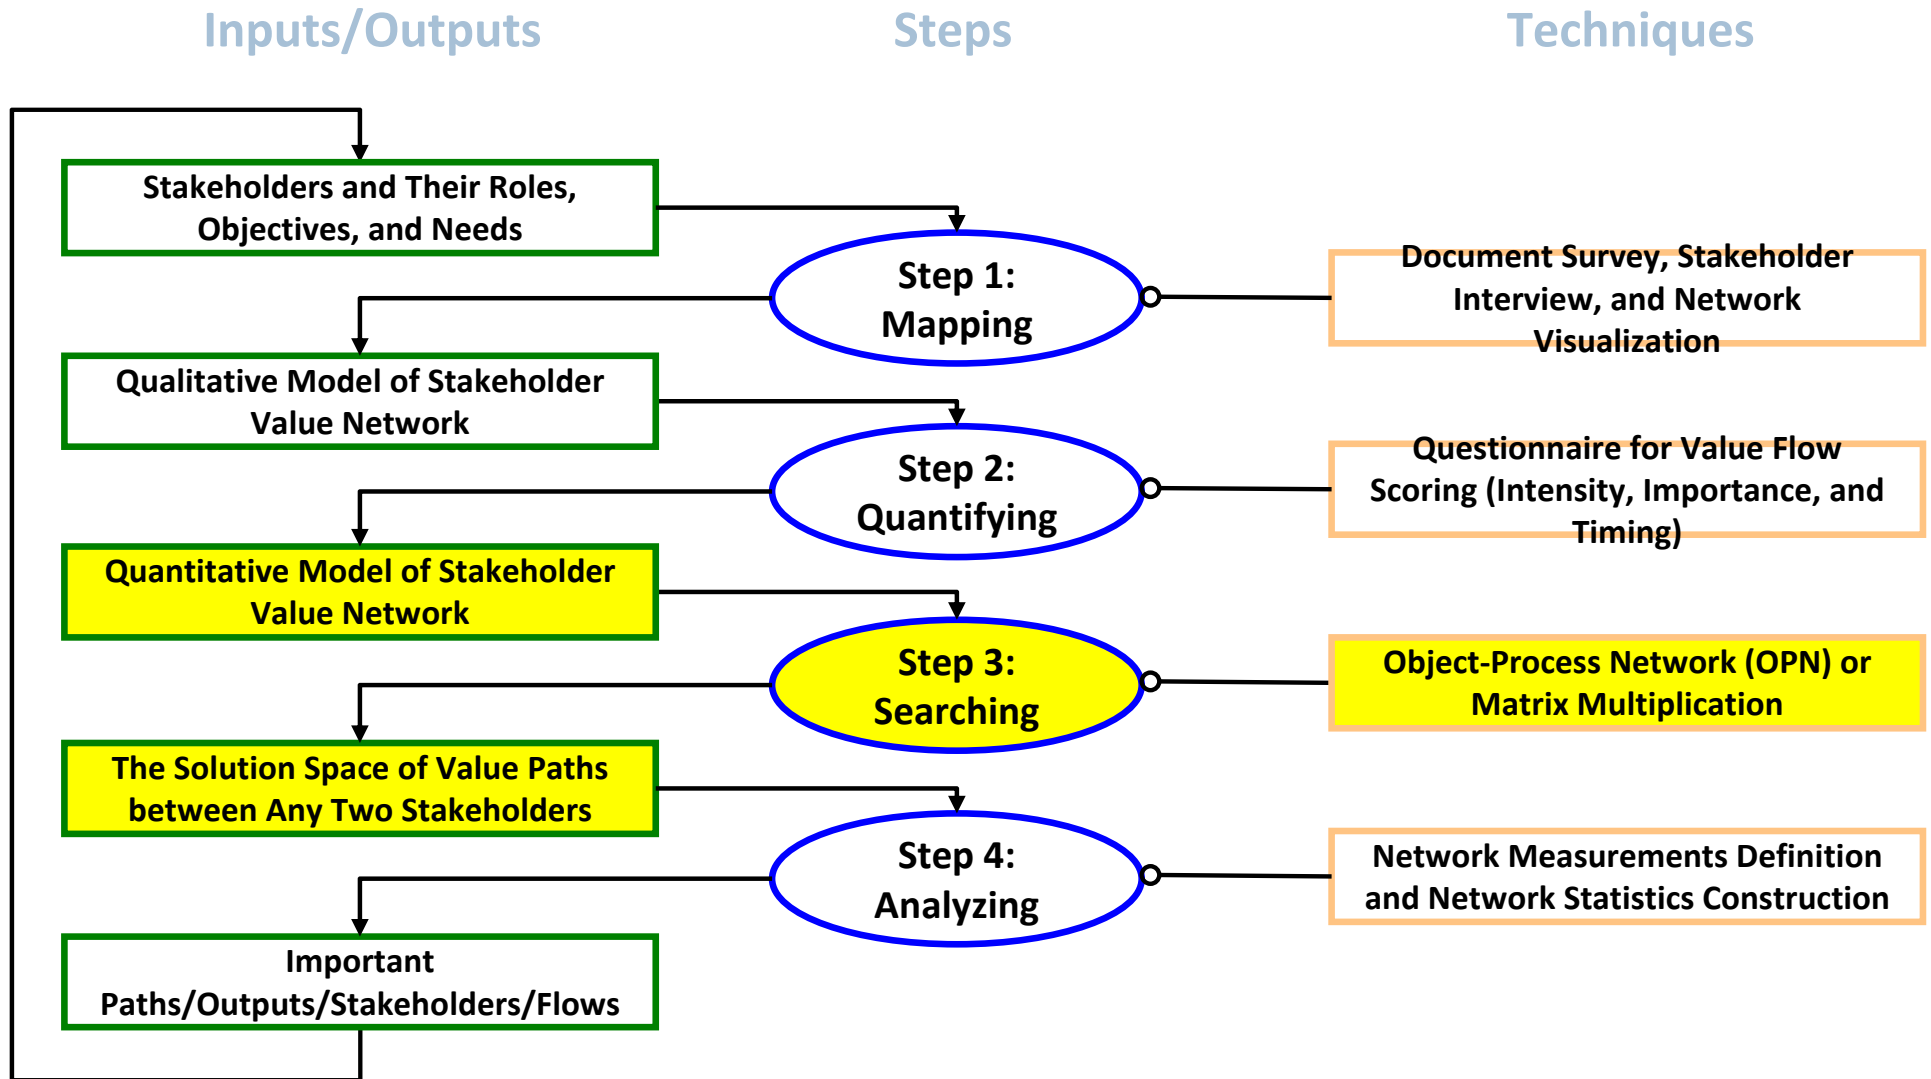 Inputs/Outputs
Steps
Techniques
Stakeholders and Their Roles,
Objectives, and Needs
Step 1:
Mapping
Document Survey, Stakeholder
Interview, and Network
Visualization
Qualitative Model of Stakeholder
Value Network
Step 2:
Quantifying
Questionnaire for Value Flow
Scoring (Intensity, Importance, and
Timing)
Quantitative Model of Stakeholder
Value Network
Step 3:
Searching
Object-Process Network (OPN) or
Matrix Multiplication
The Solution Space of Value Paths
between Any Two Stakeholders
Step 4:
Analyzing
Network Measurements Definition
and Network Statistics Construction
Important
Paths/Outputs/Stakeholders/Flows